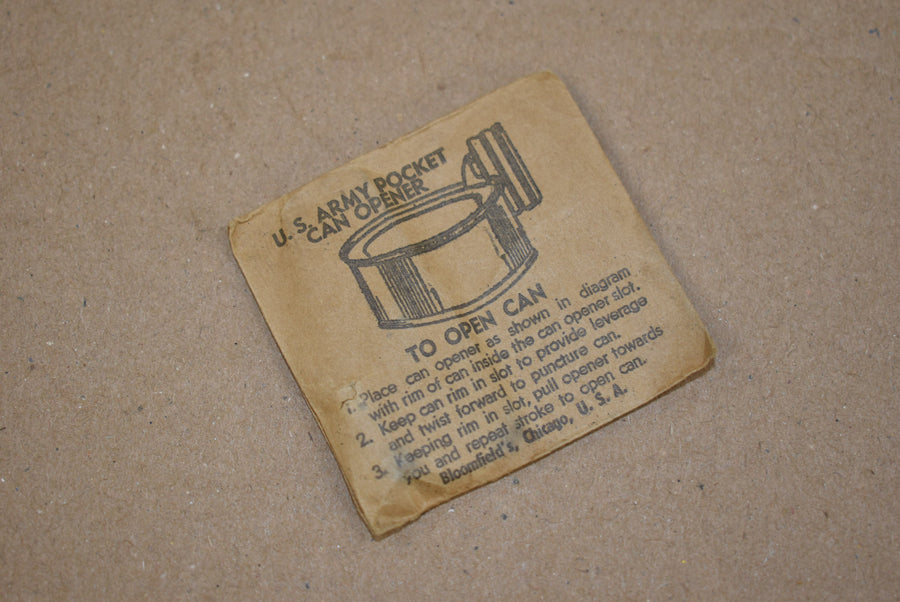 U. S. ARMY POCKET
CAN OPENER
TO OPEN CAN
1. Place can opener as shown in diagram
with rim of can inside the can opener slot.
2. Keep can rim in slot to provide leverage
and twist forward to puncture can.
3. Keeping rim in slot, pull opener towards
you and repeat stroke to open can.
Bloomfield's, Chicago, U. S. A.